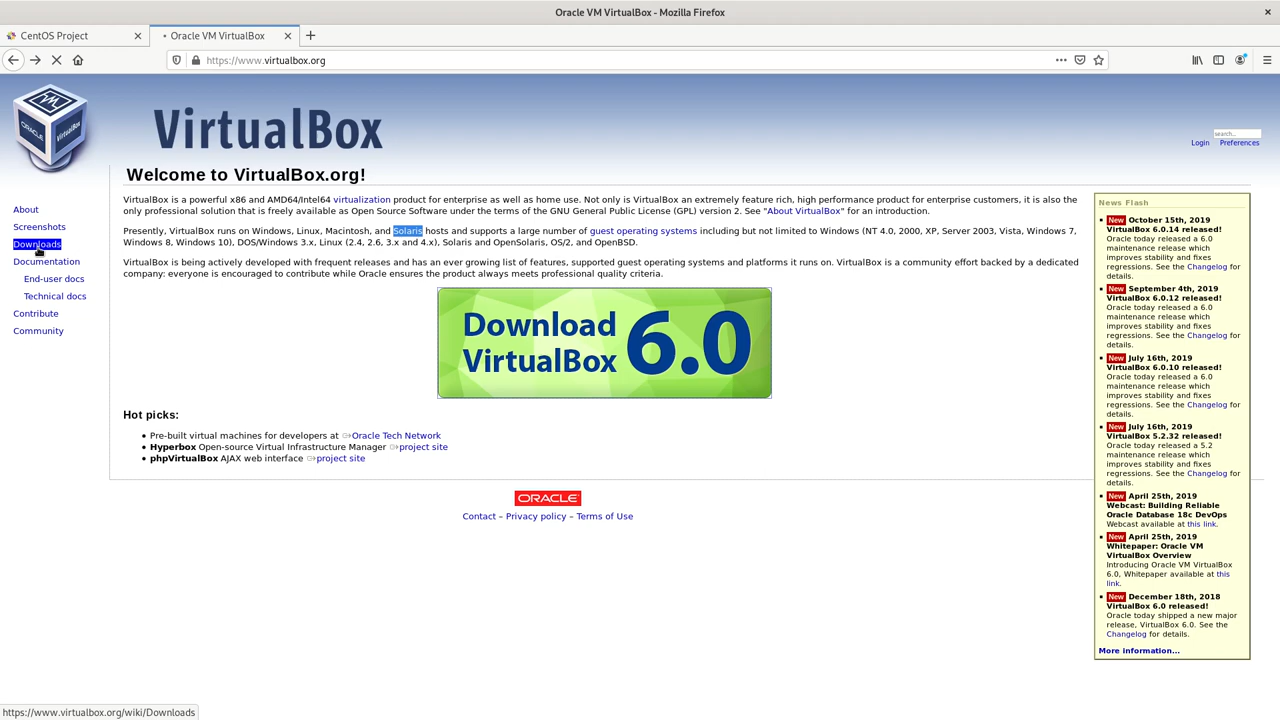 Oracle VM VirtualBox - Mozilla Firefox
CentOS Project
Oracle VM VirtualBox
https://www.virtualbox.org
ORACLE
VM
VirtualBox
VirtualBox
search...
Login
Preferences
About
Screenshots
Downloads
Documentation
End-user docs
Technical docs
Contribute
Community
Welcome to VirtualBox.org!
VirtualBox is a powerful x86 and AMD64/Intel64 virtualization product for enterprise as well as home use. Not only is VirtualBox an extremely feature rich, high performance product for enterprise customers, it is also the
only professional solution that is freely available as Open Source Software under the terms of the GNU General Public License (GPL) version 2. See "About VirtualBox" for an introduction.
Presently, VirtualBox runs on Windows, Linux, Macintosh, and Solaris hosts and supports a large number of guest operating systems including but not limited to Windows (NT 4.0, 2000, XP, Server 2003, Vista, Windows 7,
Windows 8, Windows 10), DOS/Windows 3.x, Linux (2.4, 2.6, 3.x and 4.x), Solaris and OpenSolaris, OS/2, and OpenBSD.
VirtualBox is being actively developed with frequent releases and has an ever growing list of features, supported guest operating systems and platforms it runs on. VirtualBox is a community effort backed by a dedicated
company: everyone is encouraged to contribute while Oracle ensures the product always meets professional quality criteria.
Download
VirtualBox 6.0
Hot picks:
Pre-built virtual machines for developers at Oracle Tech Network
Hyperbox Open-source Virtual Infrastructure Manager project site
phpVirtualBox AJAX web interface project site
ORACLE
Contact – Privacy policy – Terms of Use
News Flash
New October 15th, 2019
VirtualBox 6.0.14 released!
Oracle today released a 6.0
maintenance release which
improves stability and fixes
regressions. See the Changelog for
details.
New September 4th, 2019
VirtualBox 6.0.12 released!
Oracle today released a 6.0
maintenance release which
improves stability and fixes
regressions. See the Changelog for
details.
New July 16th, 2019
VirtualBox 6.0.10 released!
Oracle today released a 6.0
maintenance release which
improves stability and fixes
regressions. See the Changelog for
details.
New July 16th, 2019
VirtualBox 5.2.32 released!
Oracle today released a 5.2
maintenance release which
improves stability and fixes
regressions. See the Changelog for
details.
New April 25th, 2019
Webcast: Building Reliable
Oracle Database 18c DevOps
Webcast available at this link.
New April 25th, 2019
Whitepaper: Oracle VM
VirtualBox Overview
Introducing Oracle VM VirtualBox
6.0, Whitepaper available at this
link.
New December 18th, 2018
VirtualBox 6.0 released!
Oracle today shipped a new major
release, VirtualBox 6.0. See the
Changelog for details.
More information...
https://www.virtualbox.org/wiki/Downloads